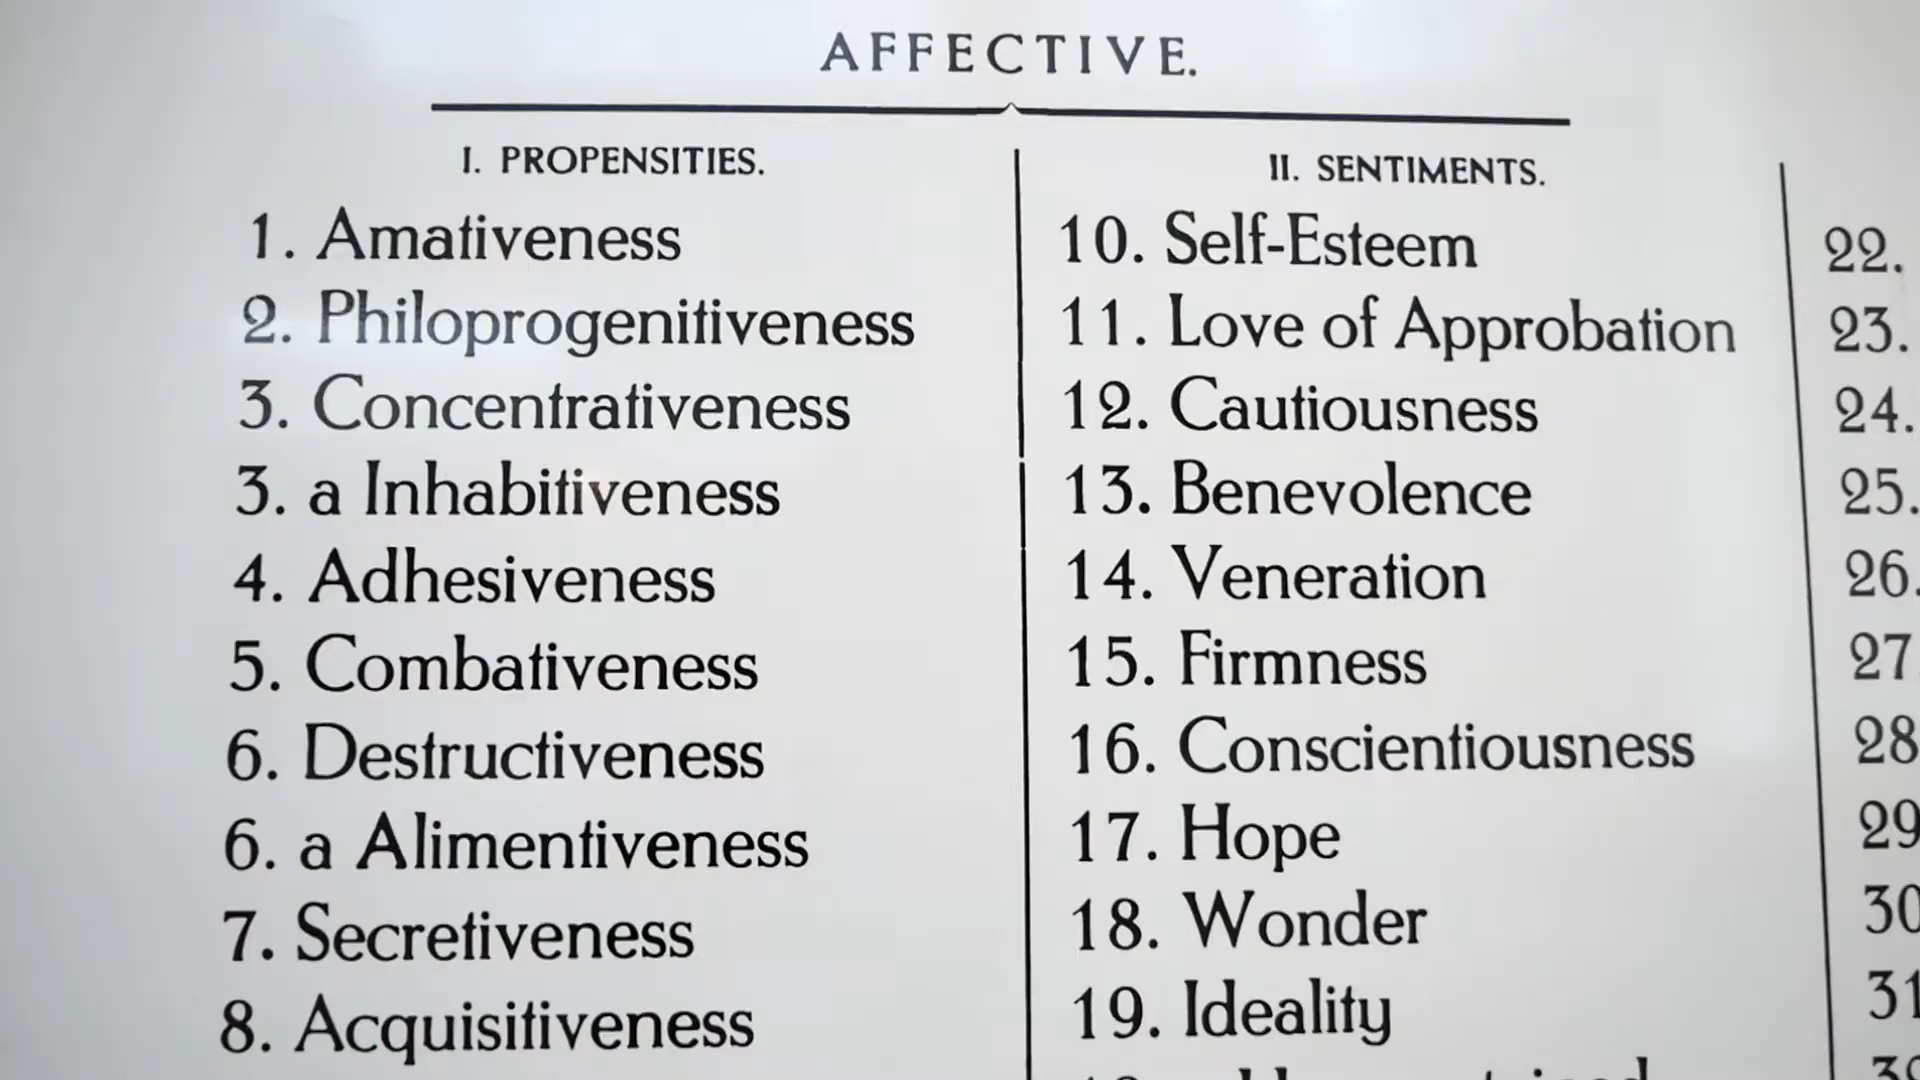 AFFECTIVE.
I. PROPENSITIES.
1. Amativeness
2. Philoprogenitiveness
3. Concentrativeness
3. a Inhabitiveness
4. Adhesiveness
5. Combativeness
6. Destructiveness
6. a Alimentiveness
7. Secretiveness
8. Acquisitiveness
II. SENTIMENTS.
10. Self-Esteem
11. Love of Approbation
12. Cautiousness
13. Benevolence
14. Veneration
15. Firmness
16. Conscientiousness
17. Hope
18. Wonder
19. Ideality
22.
23.
24.
25.
26.
27
28
29
30
31